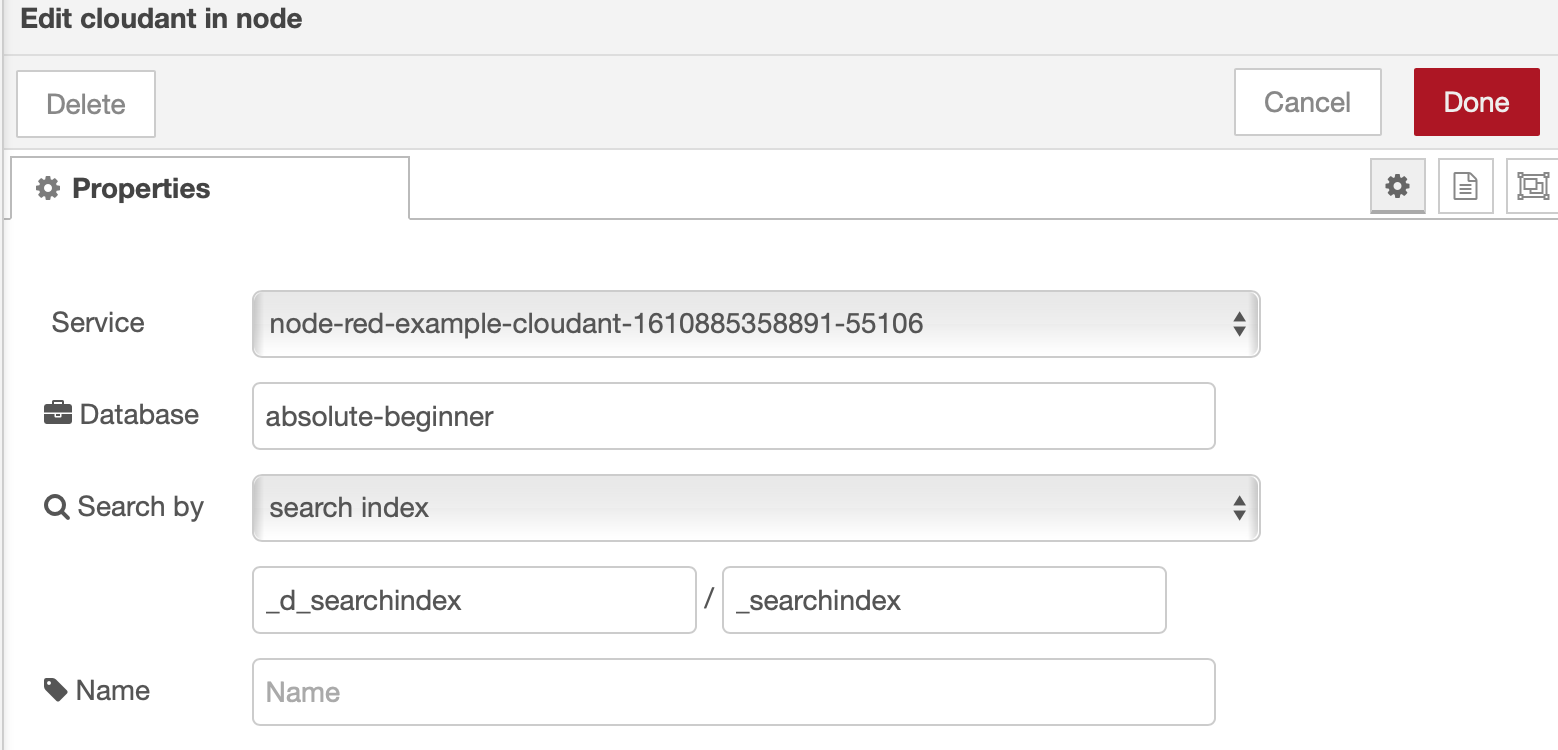 Edit cloudant in node
Delete
Cancel
Done
Properties
Service
node-red-example-cloudant-1610885358891-55106
Database
absolute-beginner
Search by
search index
_d_searchindex / _searchindex
Name
Name